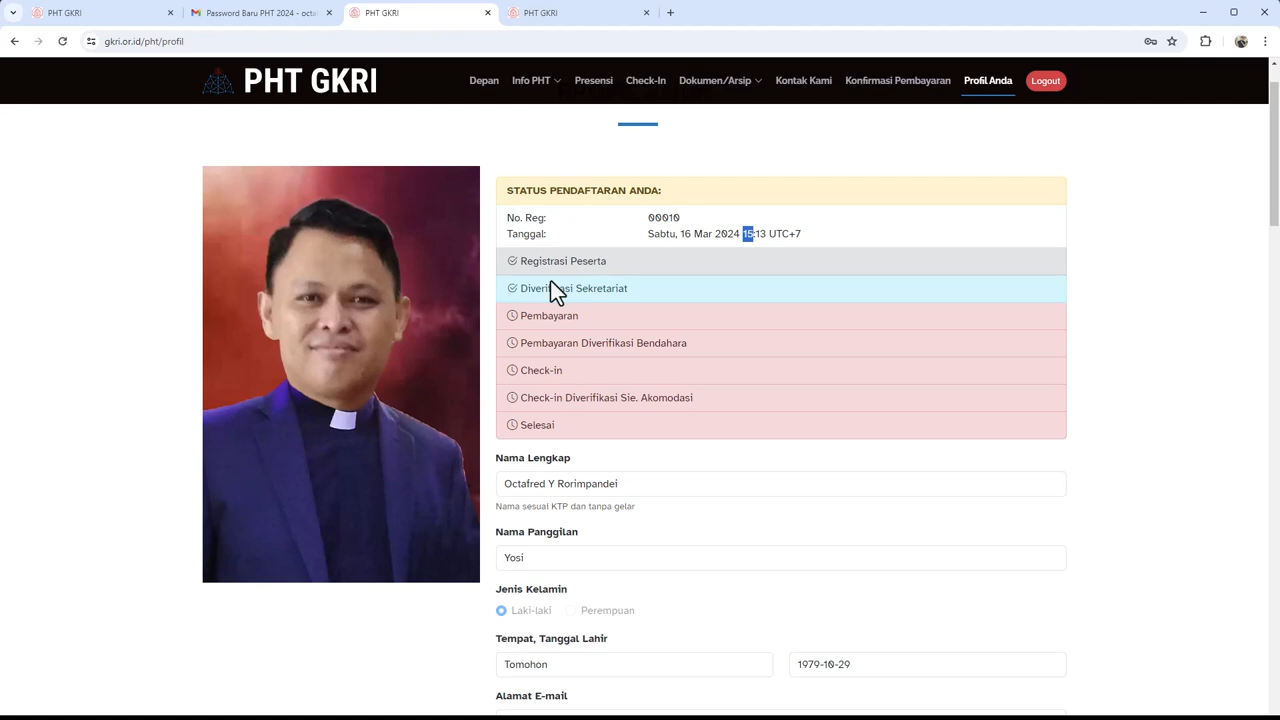 PHT GKRI
Password Baru PHT 2024 - octa
PHT GKRI
PHT GKRI
gkri.or.id/pht/profil
PHT GKRI
Depan
Info PHT
Presensi
Check-In
Dokumen/Arsip
Kontak Kami
Konfirmasi Pembayaran
Profil Anda
Logout
STATUS PENDAFTARAN ANDA:
No. Reg: 00010
Tanggal: Sabtu, 16 Mar 2024 15:13 UTC+7
Registrasi Peserta
Diverifikasi Sekretariat
Pembayaran
Pembayaran Diverifikasi Bendahara
Check-in
Check-in Diverifikasi Sie. Akomodasi
Selesai
Nama Lengkap
Octafred Y Rorimpandei
Nama sesuai KTP dan tanpa gelar
Nama Panggilan
Yosi
Jenis Kelamin
Laki-laki Perempuan
Tempat, Tanggal Lahir
Tomohon 1979-10-29
Alamat E-mail